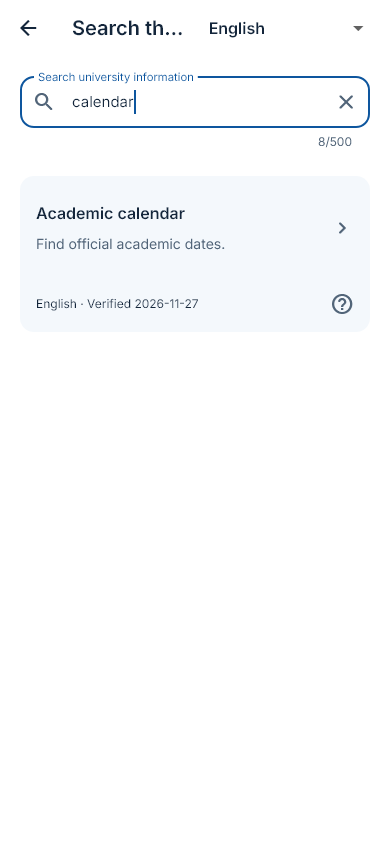 Search th... English
Search university information
calendar
8/500
Academic calendar
Find official academic dates.
English · Verified 2026-11-27